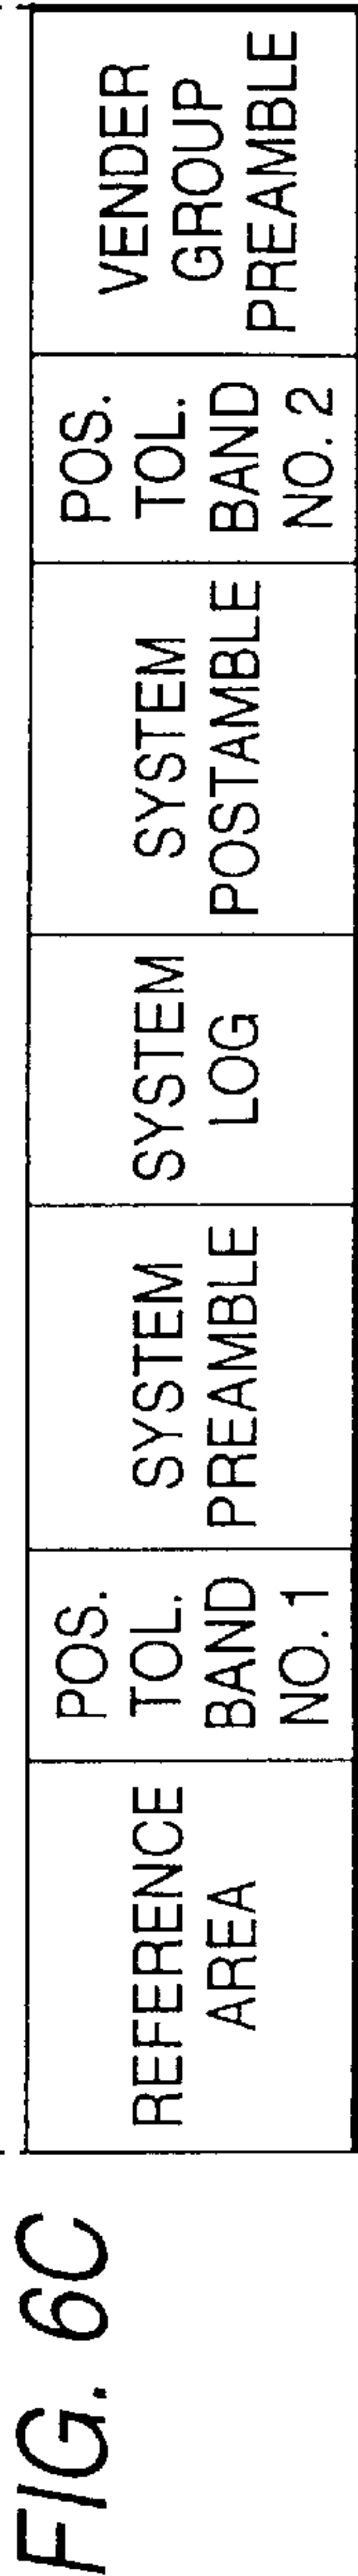 FIG. 6C
REFERENCE
AREA
POS.
TOL.
BAND
NO. 1
SYSTEM
PREAMBLE
SYSTEM
LOG
SYSTEM
POSTAMBLE
POS.
TOL.
BAND
NO. 2
VENDER
GROUP
PREAMBLE